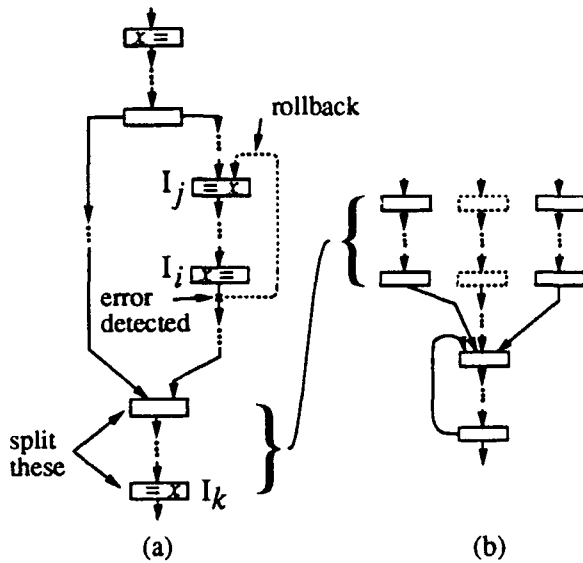 x =
rollback
I_j
= x
I_i
x =
error
detected
split
these
= x
I_k
(a)
(b)